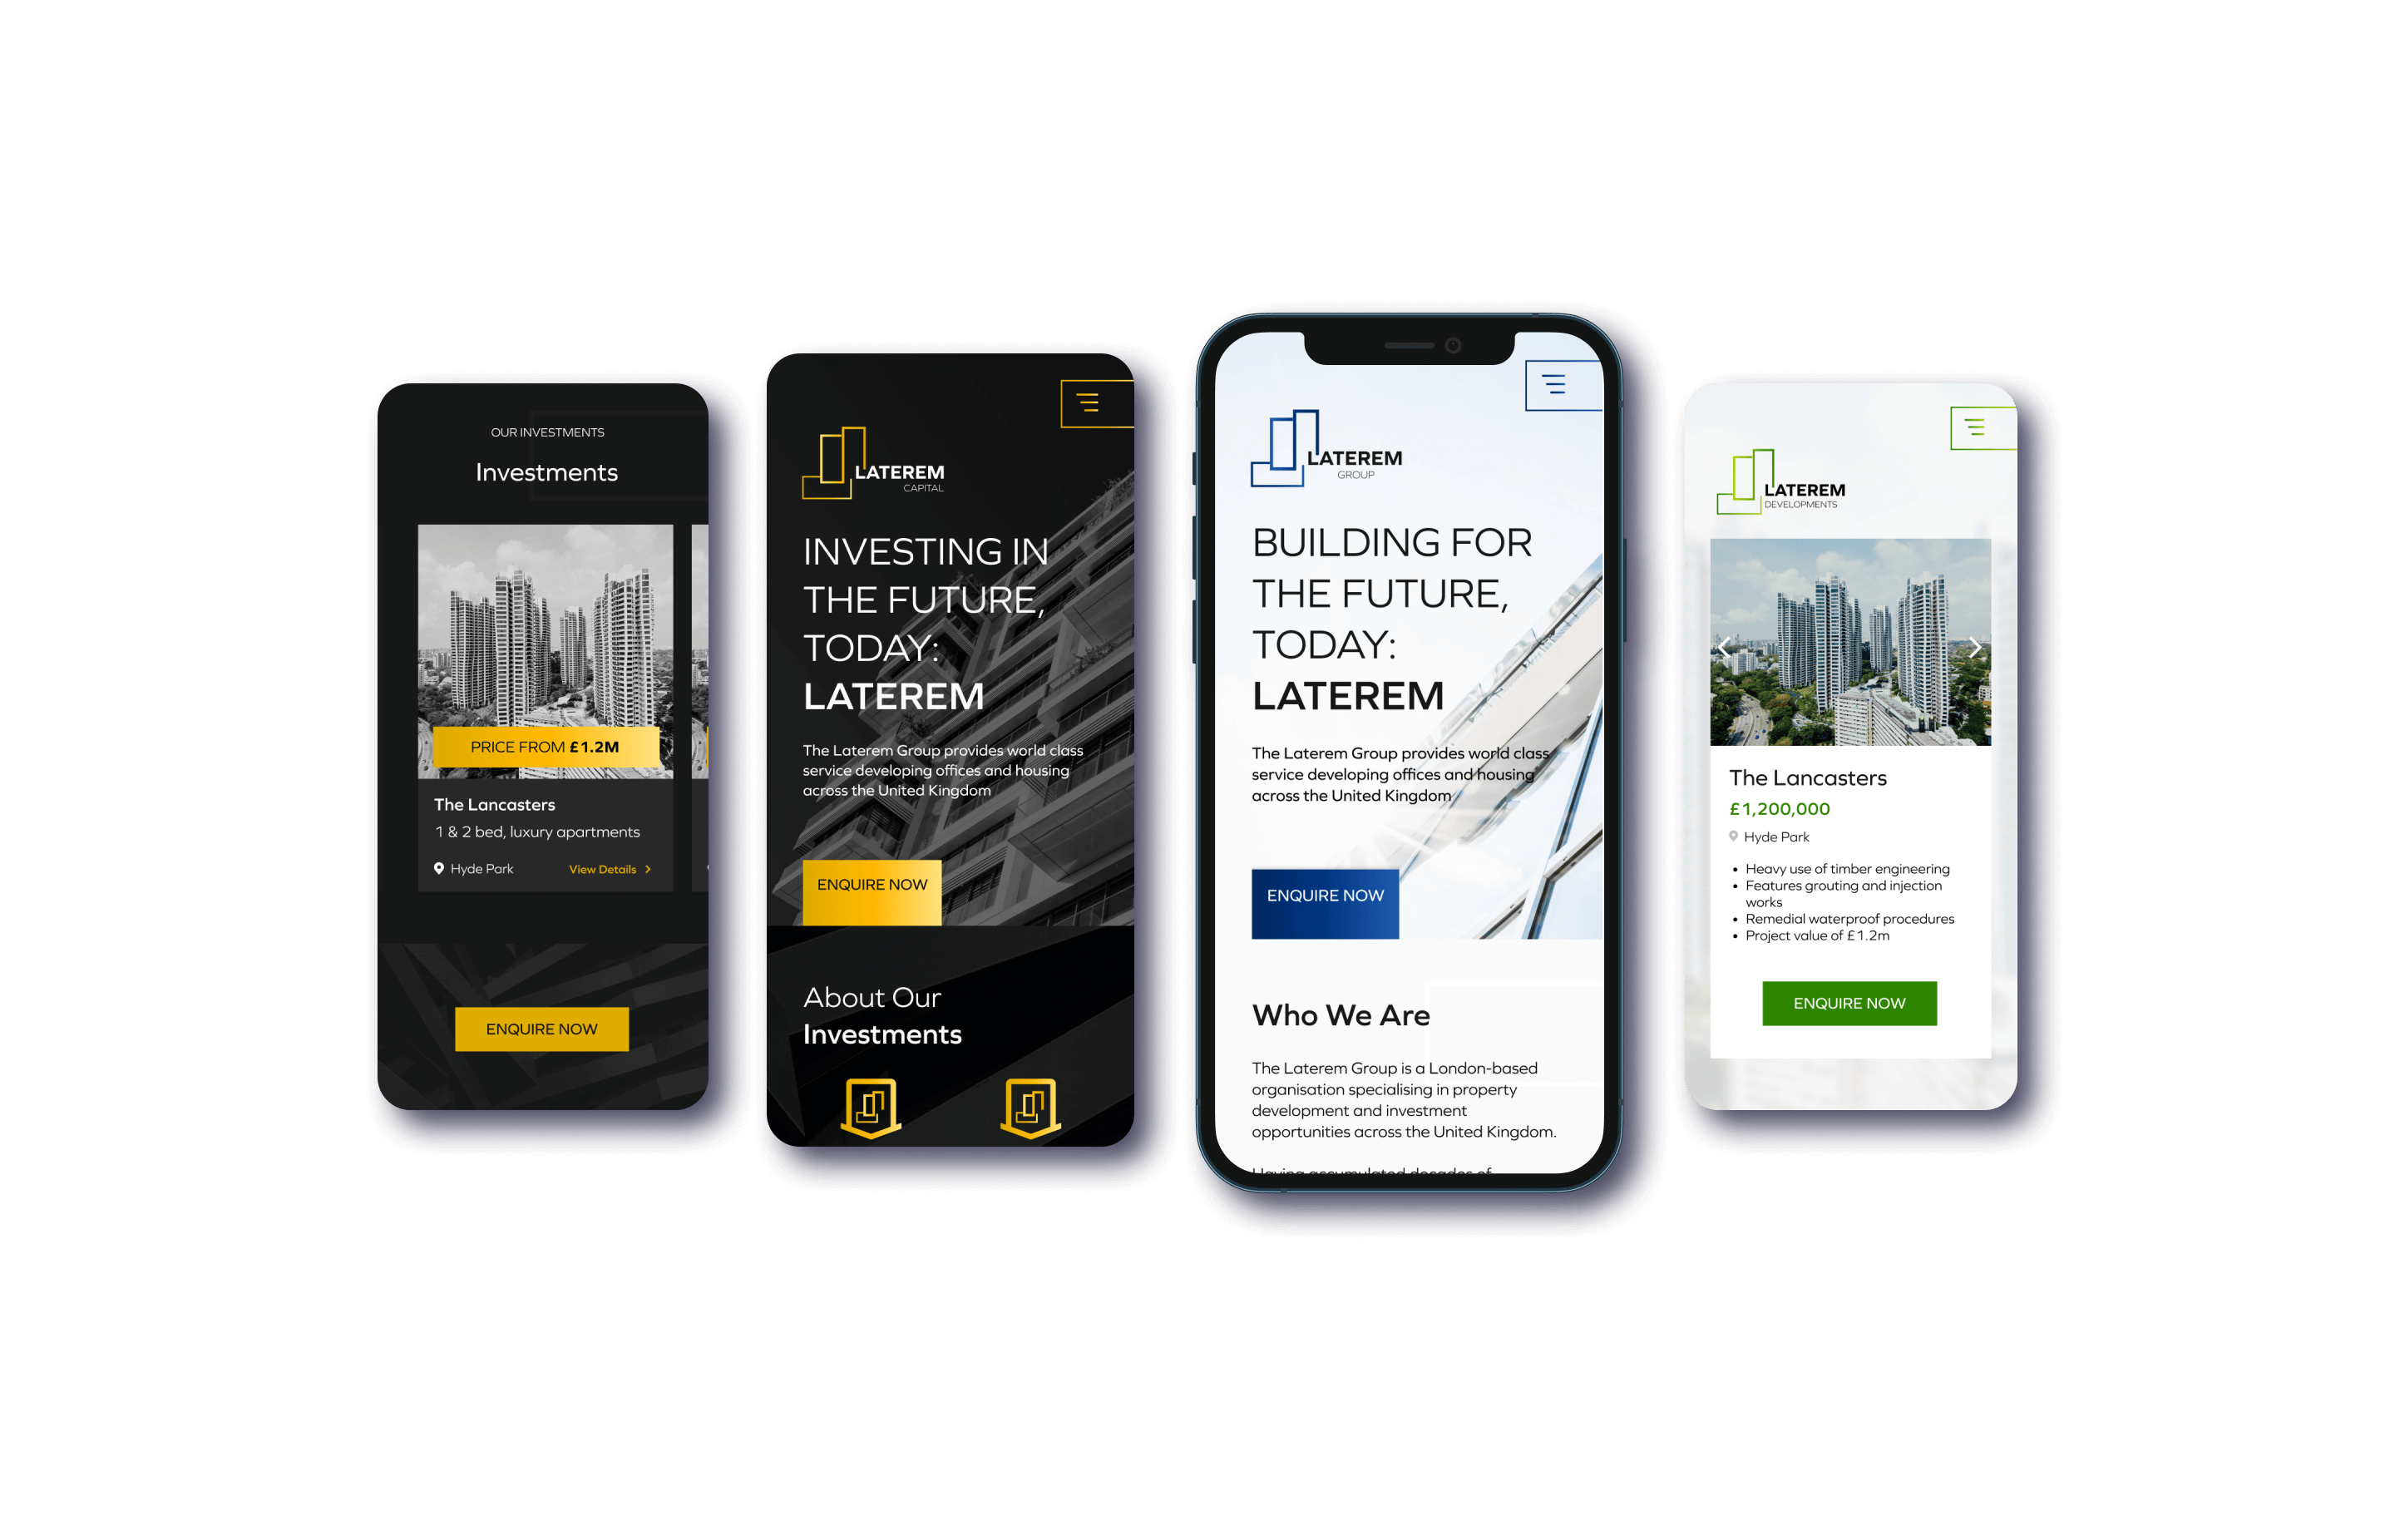 OUR INVESTMENTS
Investments
PRICE FROM £1.2M
The Lancasters
1 & 2 bed, luxury apartments
Hyde Park
View Details
ENQUIRE NOW
LATEREM
CAPITAL
INVESTING IN
THE FUTURE,
TODAY:
LATEREM
The Laterem Group provides world class
service developing offices and housing
across the United Kingdom
ENQUIRE NOW
About Our
Investments
LATEREM
GROUP
BUILDING FOR
THE FUTURE,
TODAY:
LATEREM
The Laterem Group provides world class
service developing offices and housing
across the United Kingdom
ENQUIRE NOW
Who We Are
The Laterem Group is a London-based
organisation specialising in property
development and investment
opportunities across the United Kingdom.
Having accumulated decades of
LATEREM
DEVELOPMENTS
The Lancasters
£1,200,000
Hyde Park
• Heavy use of timber engineering
• Features grouting and injection
works
• Remedial waterproof procedures
• Project value of £1.2m
ENQUIRE NOW